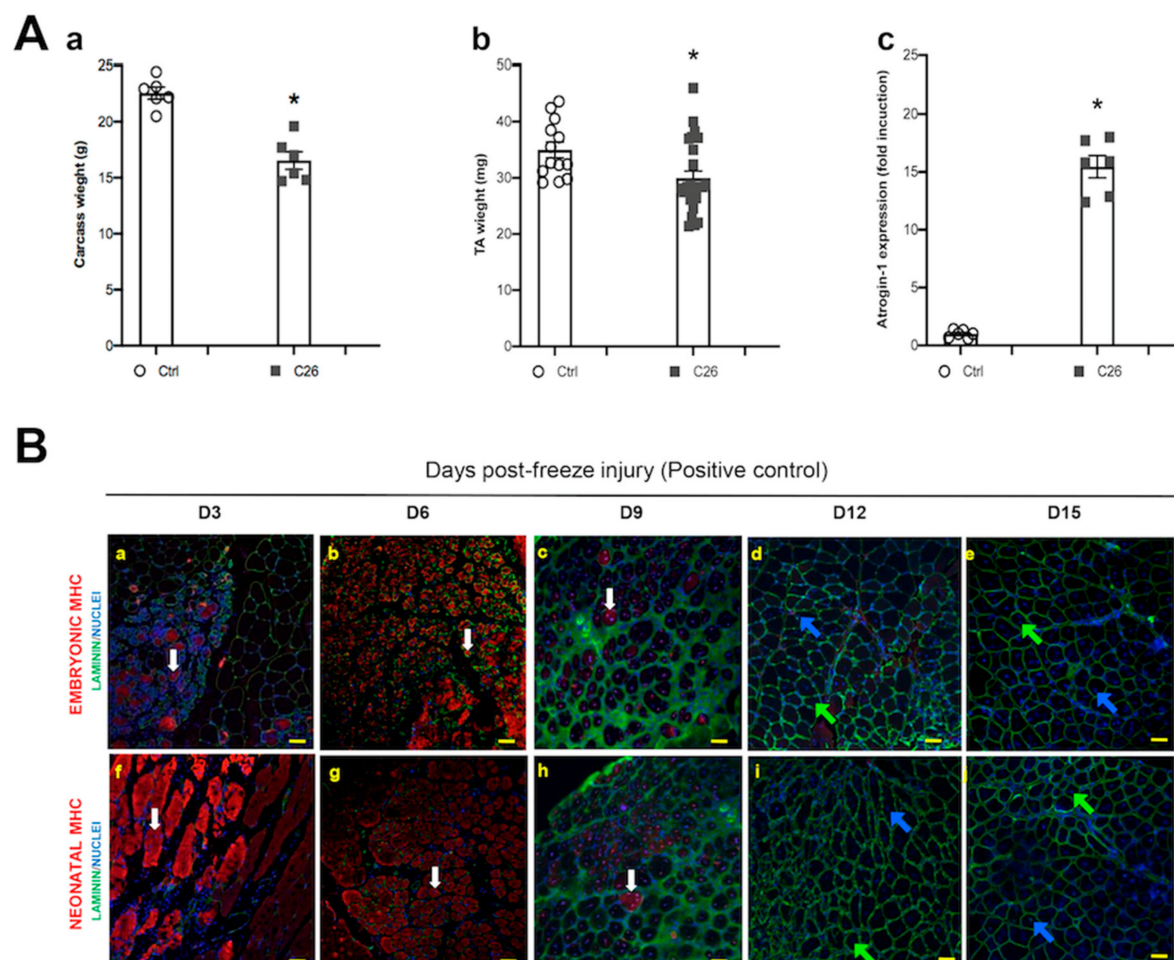 A
a
25
20
15
10
5
0
Carcass wieght (g)
*
Ctrl
C26
b
50
40
30
20
10
0
TA wieght (mg)
*
Ctrl
C26
c
25
20
15
10
5
0
Atrogin-1 expression (fold incuction)
*
Ctrl
C26
B
Days post-freeze injury (Positive control)
D3
D6
D9
D12
D15
EMBRYONIC MHC
LAMININ/NUCLEI
a
b
c
d
e
NEONATAL MHC
LAMININ/NUCLEI
f
g
h
i